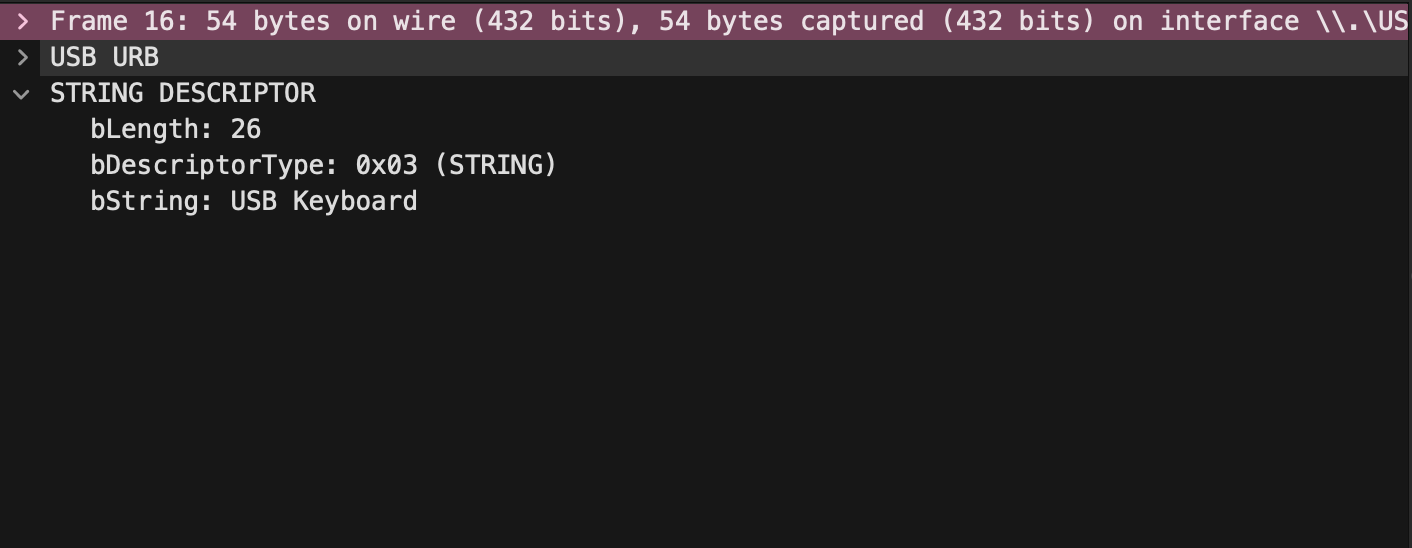 Frame 16: 54 bytes on wire (432 bits), 54 bytes captured (432 bits) on interface \\.\US
USB URB
STRING DESCRIPTOR
bLength: 26
bDescriptorType: 0x03 (STRING)
bString: USB Keyboard